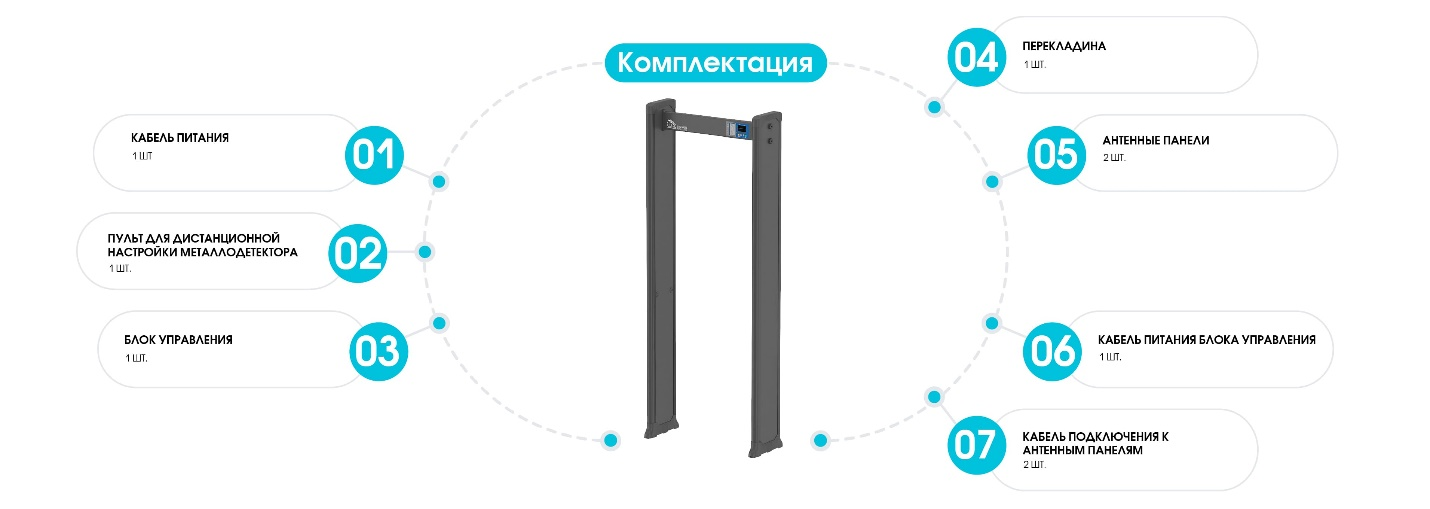 Комплектация
01
КАБЕЛЬ ПИТАНИЯ
1 ШТ
02
ПУЛЬТ ДЛЯ ДИСТАНЦИОННОЙ
НАСТРОЙКИ МЕТАЛЛОДЕТЕКТОРА
1 ШТ.
03
БЛОК УПРАВЛЕНИЯ
1 ШТ.
04
ПЕРЕКЛАДИНА
1 ШТ.
05
АНТЕННЫЕ ПАНЕЛИ
2 ШТ.
06
КАБЕЛЬ ПИТАНИЯ БЛОКА УПРАВЛЕНИЯ
1 ШТ.
07
КАБЕЛЬ ПОДКЛЮЧЕНИЯ К
АНТЕННЫМ ПАНЕЛЯМ
2 ШТ.